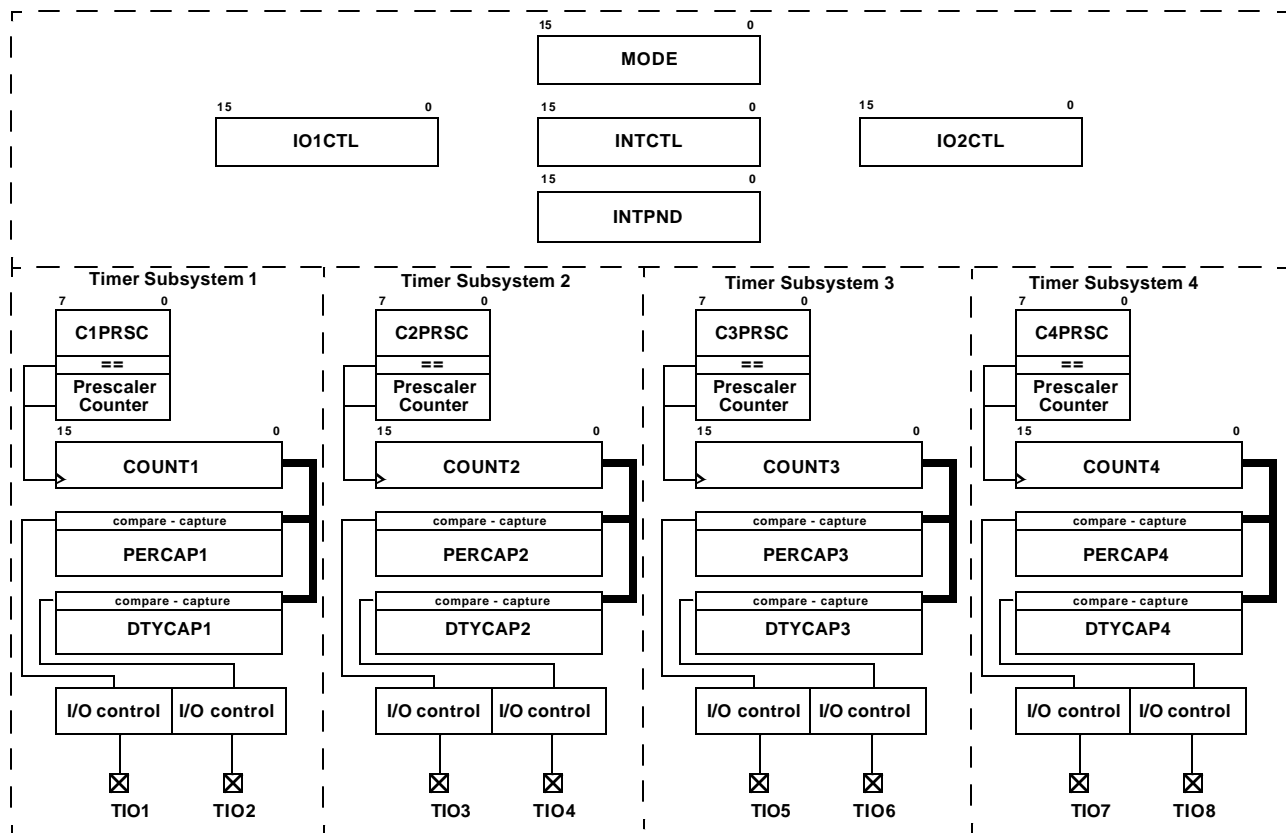 15 0
MODE
15 0 15 0 15 0
IO1CTL INTCTL IO2CTL
15 0
INTPND
Timer Subsystem 1 Timer Subsystem 2 Timer Subsystem 3 Timer Subsystem 4
7 0 7 0 7 0 7 0
C1PRSC C2PRSC C3PRSC C4PRSC
== == == ==
Prescaler Prescaler Prescaler Prescaler
Counter Counter Counter Counter
15 0 15 0 15 0 15 0
COUNT1 COUNT2 COUNT3 COUNT4
compare - capture compare - capture compare - capture compare - capture
PERCAP1 PERCAP2 PERCAP3 PERCAP4
compare - capture compare - capture compare - capture compare - capture
DTYCAP1 DTYCAP2 DTYCAP3 DTYCAP4
I/O control I/O control I/O control I/O control I/O control I/O control I/O control I/O control
TIO1 TIO2 TIO3 TIO4 TIO5 TIO6 TIO7 TIO8